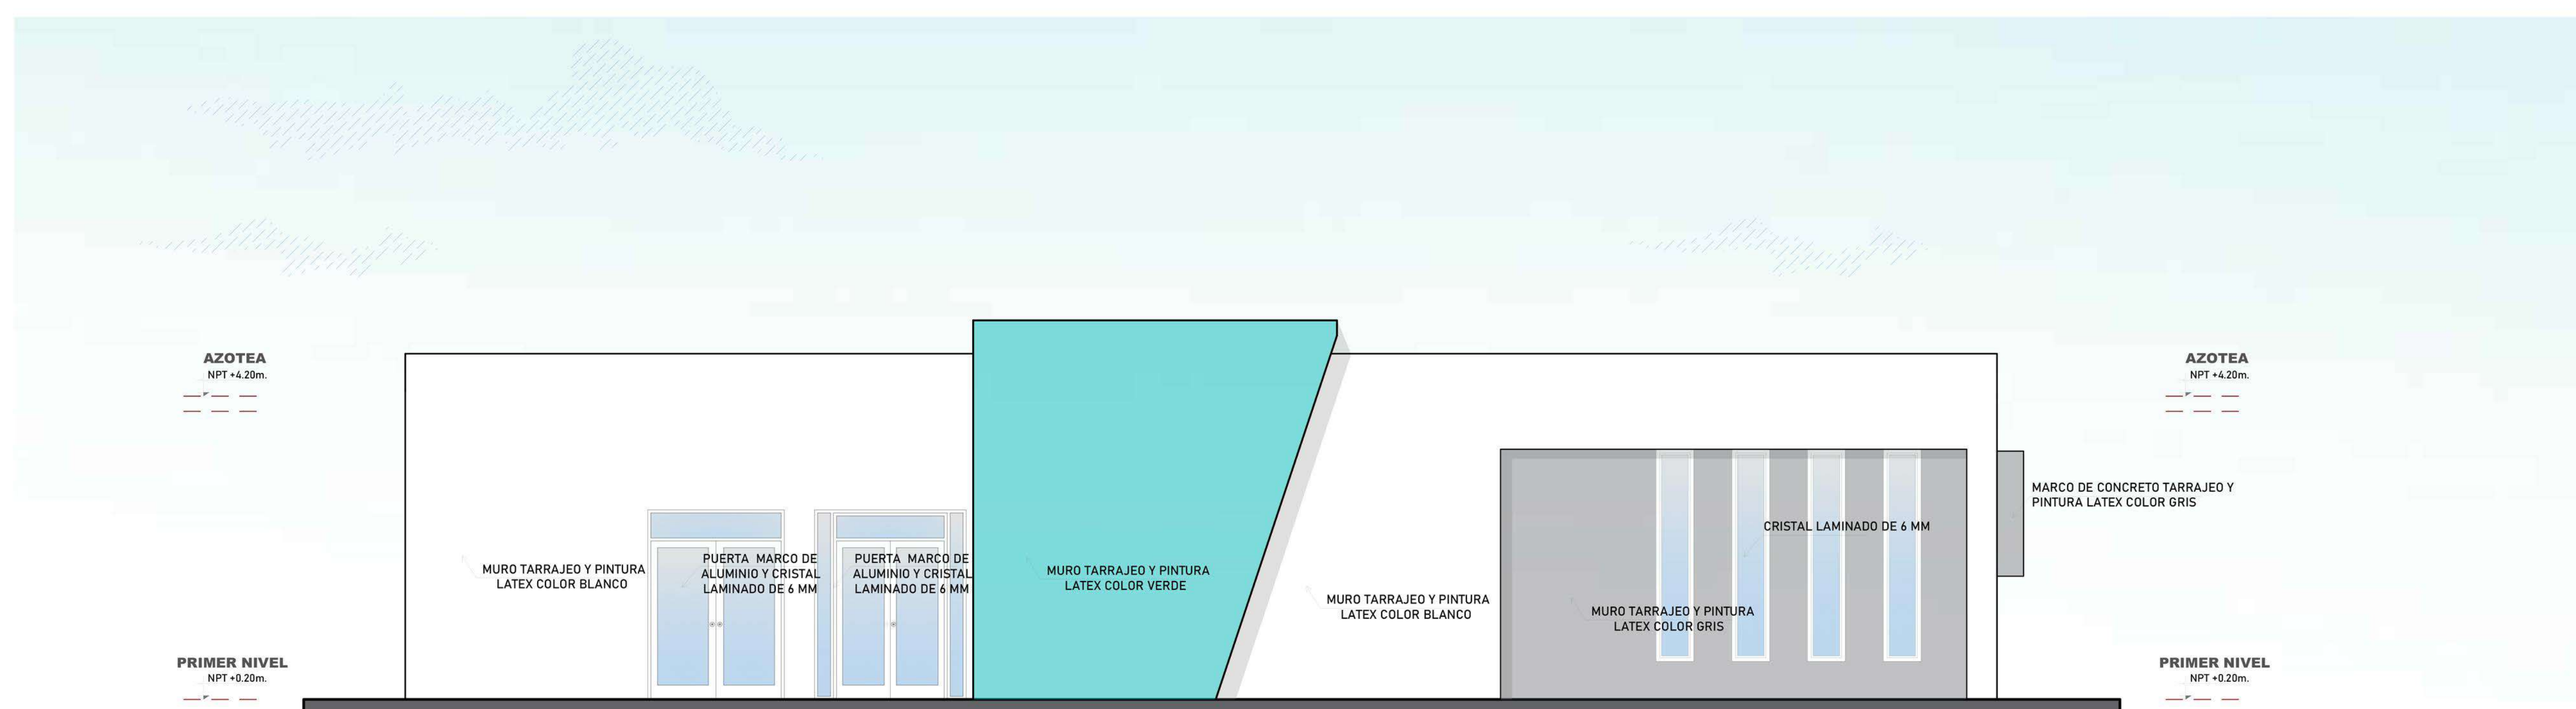 AZOTEA
NPT +4.20m.
AZOTEA
NPT +4.20m.
MARCO DE CONCRETO TARRAJEO Y
PINTURA LATEX COLOR GRIS
CRISTAL LAMINADO DE 6 MM
MURO TARRAJEO Y PINTURA
LATEX COLOR BLANCO
PUERTA MARCO DE
ALUMINIO Y CRISTAL
LAMINADO DE 6 MM
PUERTA MARCO DE
ALUMINIO Y CRISTAL
LAMINADO DE 6 MM
MURO TARRAJEO Y PINTURA
LATEX COLOR VERDE
MURO TARRAJEO Y PINTURA
LATEX COLOR BLANCO
MURO TARRAJEO Y PINTURA
LATEX COLOR GRIS
PRIMER NIVEL
NPT +0.20m.
PRIMER NIVEL
NPT +0.20m.